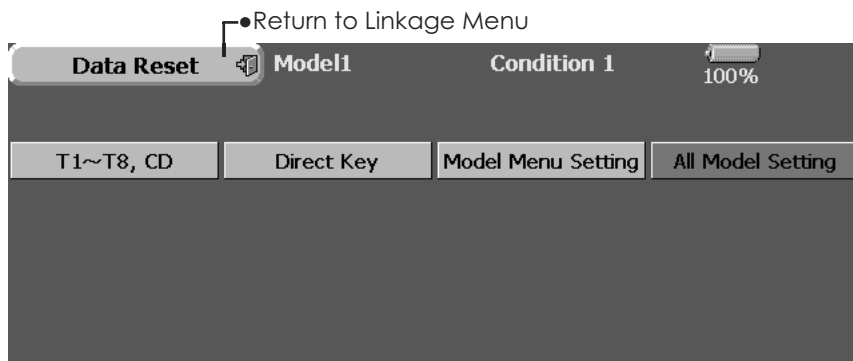 ●Return to Linkage Menu
Data Reset Model1 Condition 1 100%
T1~T8, CD Direct Key Model Menu Setting All Model Setting